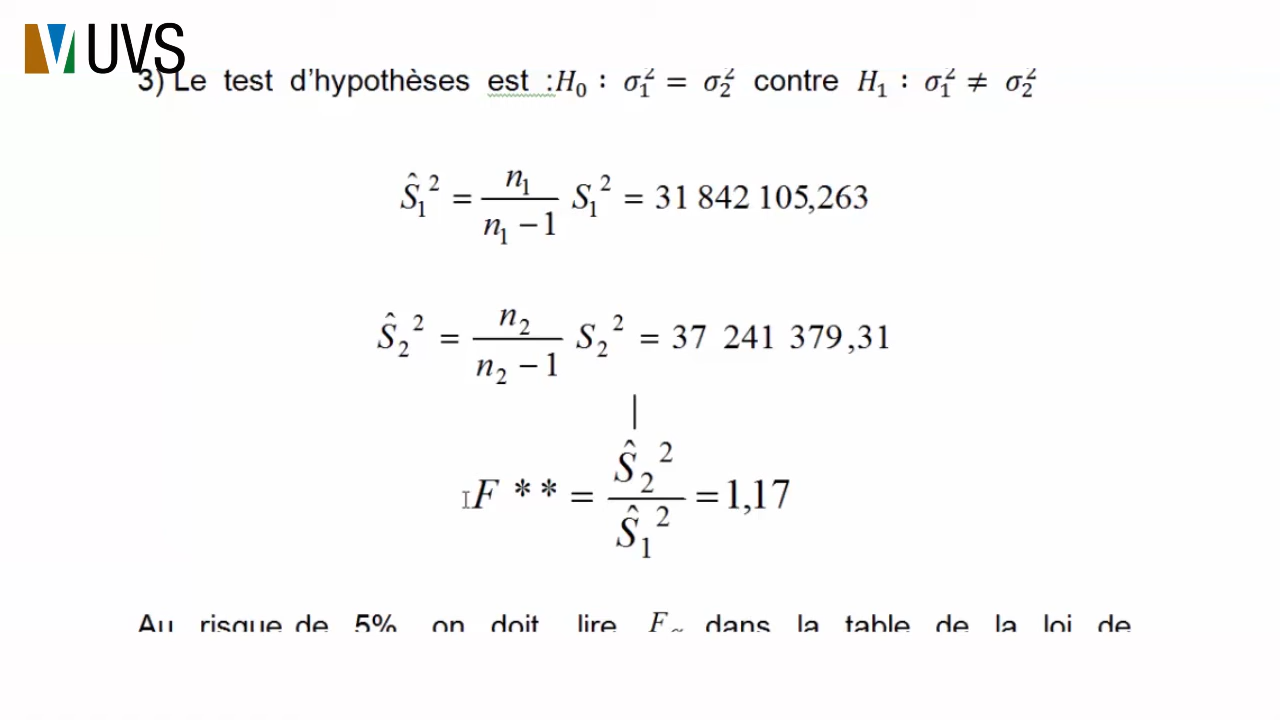 UVS
3) Le test d'hypothèses est :H₀ : σ₁² = σ₂² contre H₁ : σ₁² ≠ σ₂²
Ŝ₁² = n₁/(n₁ − 1) S₁² = 31 842 105,263
Ŝ₂² = n₂/(n₂ − 1) S₂² = 37 241 379,31
F ** = Ŝ₂²/Ŝ₁² = 1,17
Au risque de 5% on doit lire F dans la table de la loi de